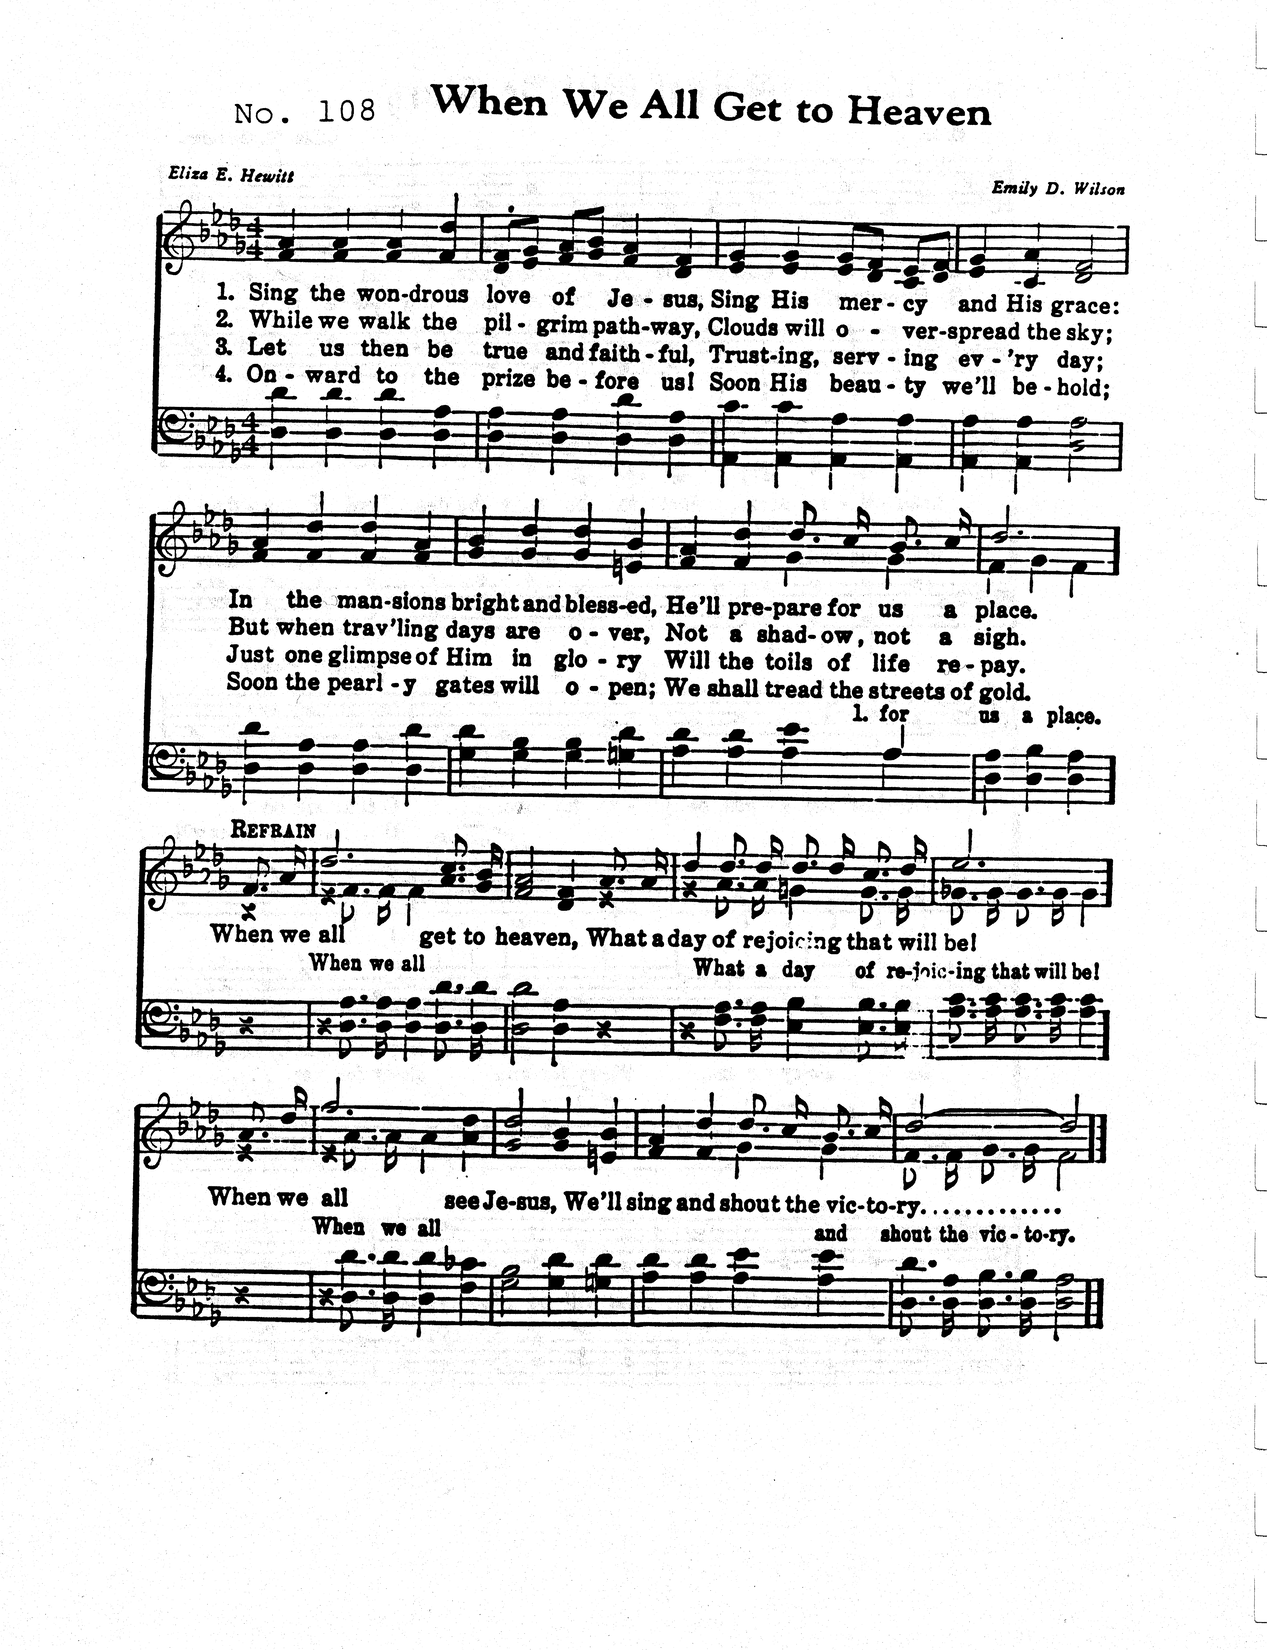 No. 108 When We All Get to Heaven
Eliza E. Hewitt
Emily D. Wilson
1. Sing the won-drous love of Je - sus, Sing His mer - cy and His grace:
2. While we walk the pil - grim path-way, Clouds will o - ver-spread the sky;
3. Let us then be true and faith - ful, Trust-ing, serv - ing ev - 'ry day;
4. On - ward to the prize be - fore us! Soon His beau - ty we'll be - hold;
In the man-sions bright and bless-ed, He'll pre-pare for us a place.
But when trav'ling days are o - ver, Not a shad-ow, not a sigh.
Just one glimpse of Him in glo - ry Will the toils of life re - pay.
Soon the pearl - y gates will o - pen; We shall tread the streets of gold.
1. for us a place.
REFRAIN
When we all get to heaven, What a day of rejoicing that will be!
When we all What a day of re-joic-ing that will be!
When we all see Je-sus, We'll sing and shout the vic-to-ry.............
When we all and shout the vic - to-ry.